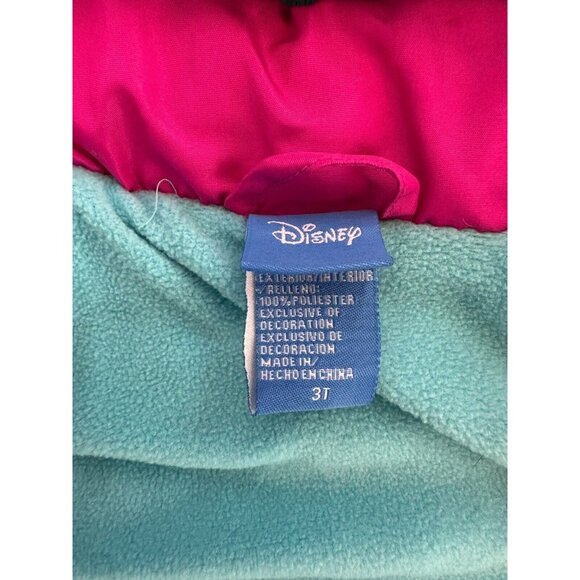 DISNEY
EXTERIOR/INTERIOR
/ RELLENO:
100% POLIESTER
EXCLUSIVE OF
DECORATION
EXCLUSIVO DE
DECORACION
MADE IN/
HECHO EN CHINA
3T